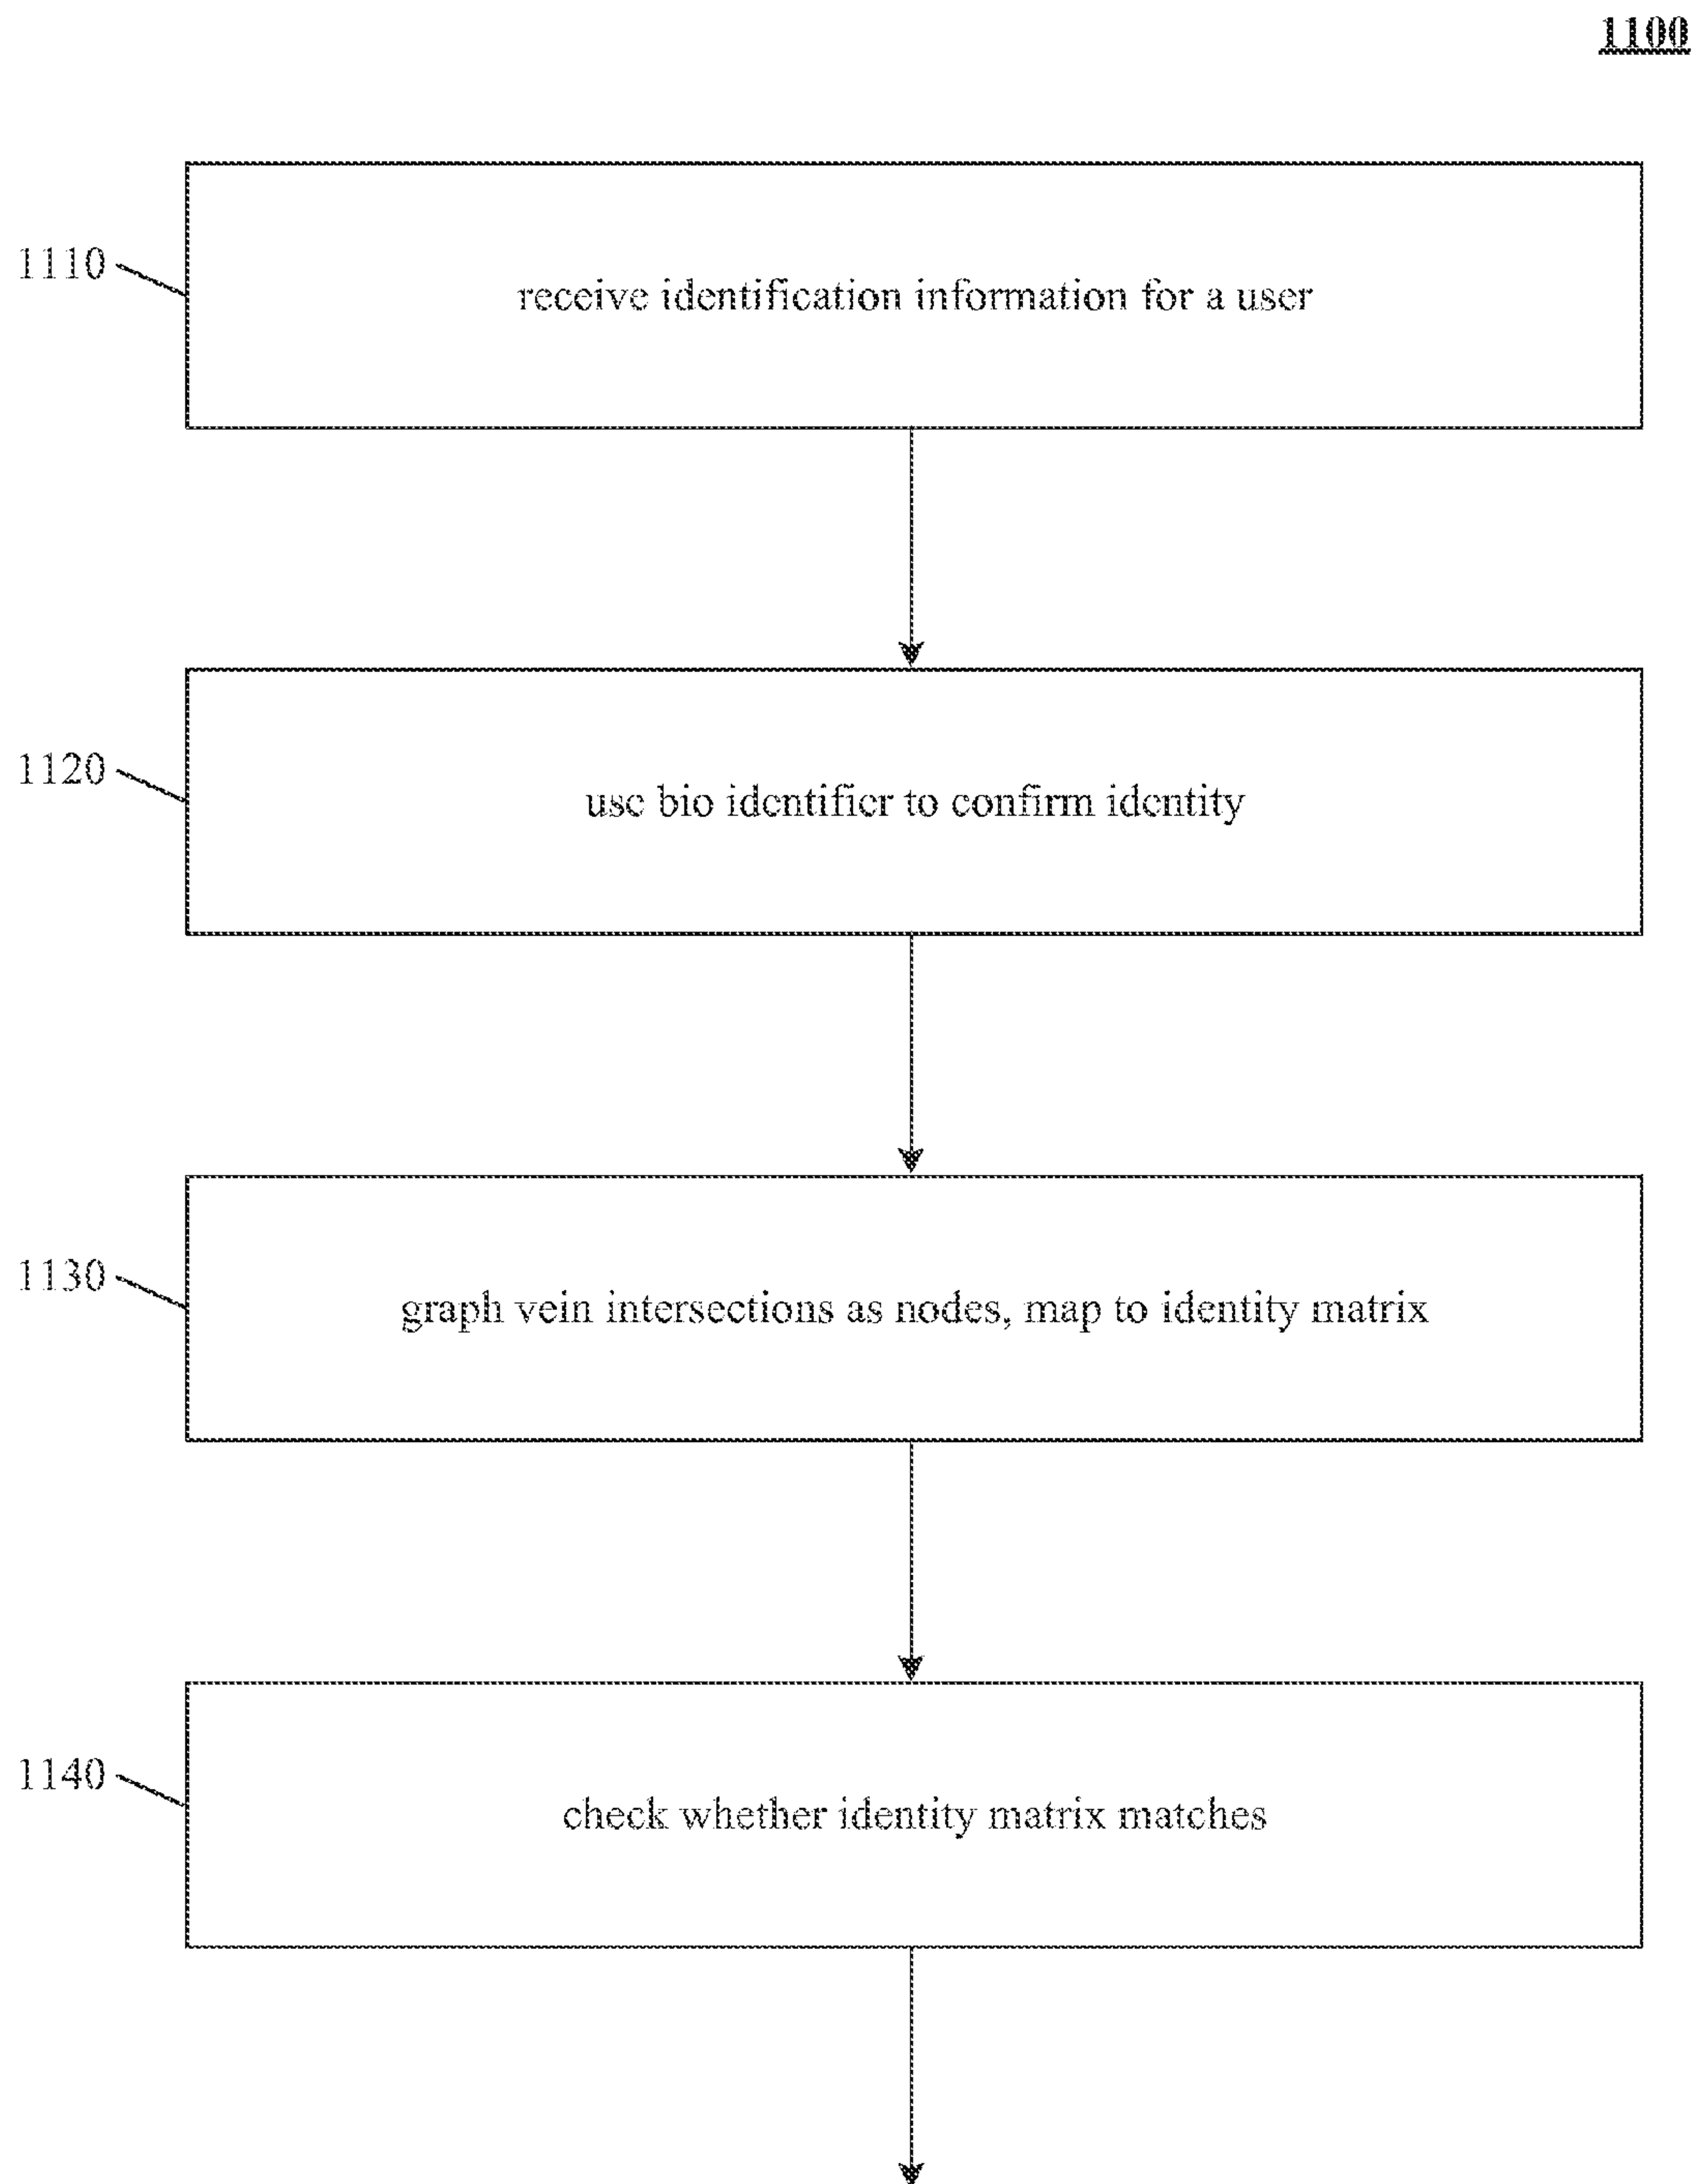 1100
1110
receive identification information for a user
1120
use bio identifier to confirm identity
1130
graph vein intersections as nodes, map to identity matrix
1140
check whether identity matrix matches